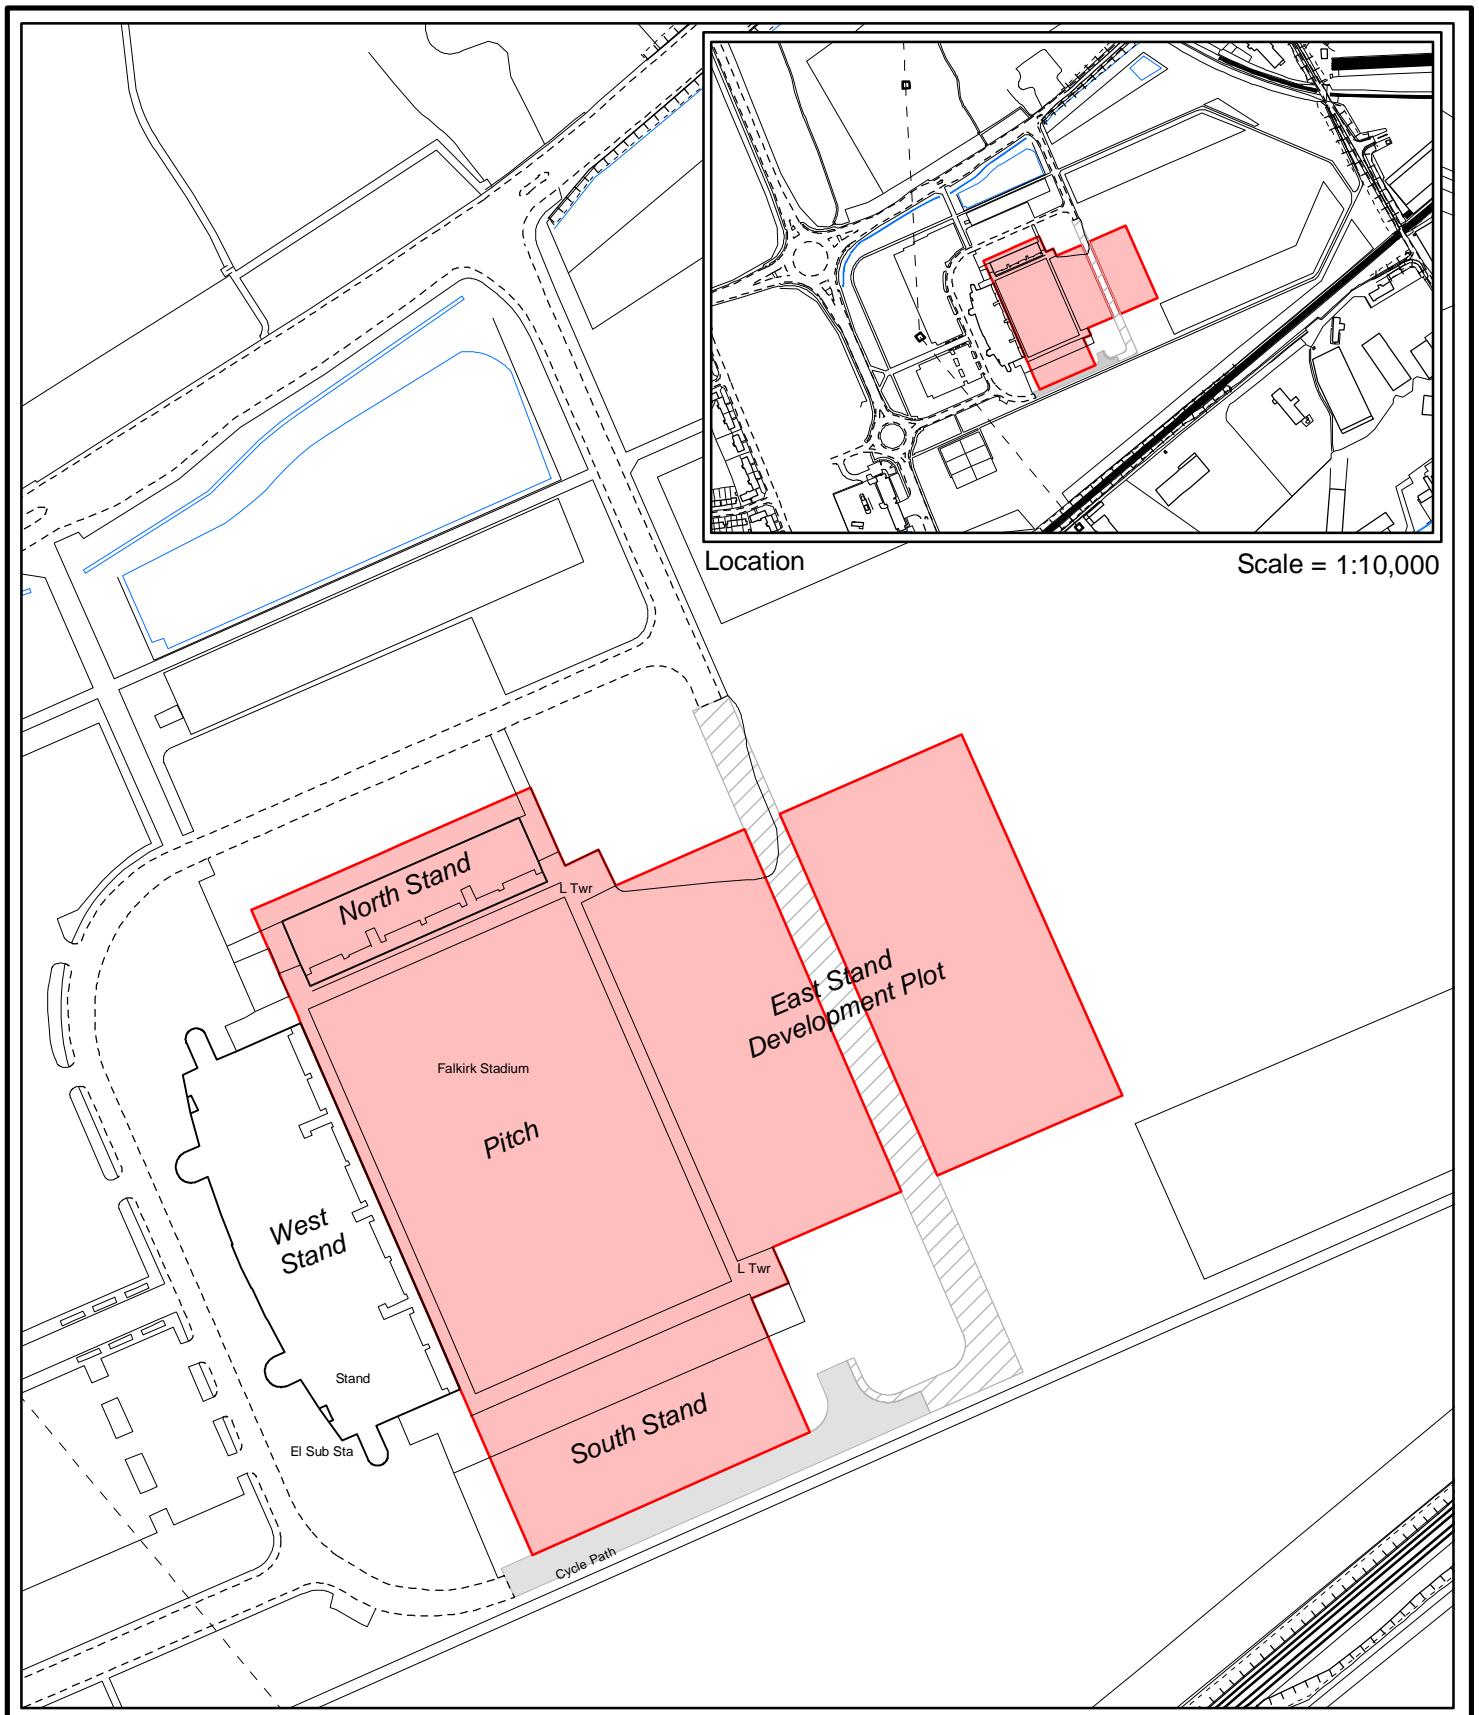 Location
Scale = 1:10,000
North Stand
L Twr
East Stand
Development Plot
Falkirk Stadium
Pitch
West
Stand
L Twr
Stand
South Stand
El Sub Sta
Cycle Path